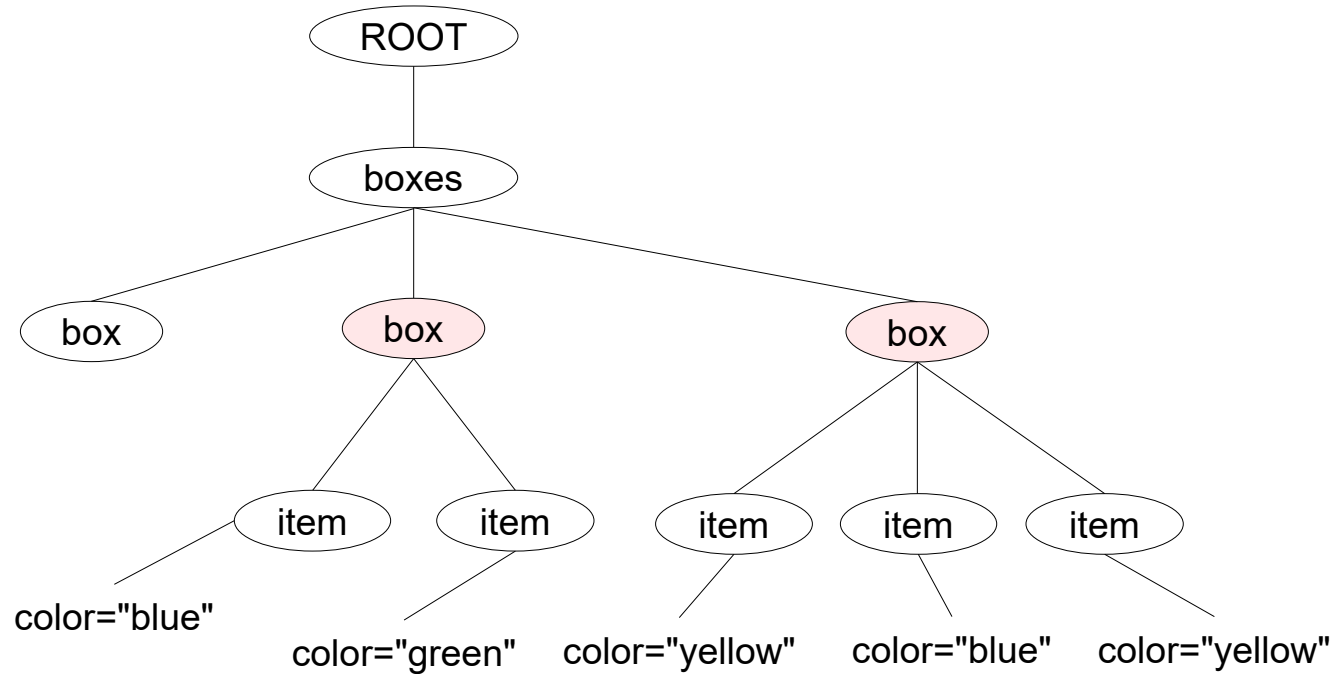 ROOT
boxes
box
box
box
item
item
item
item
item
color="blue"
color="green"
color="yellow"
color="blue"
color="yellow"